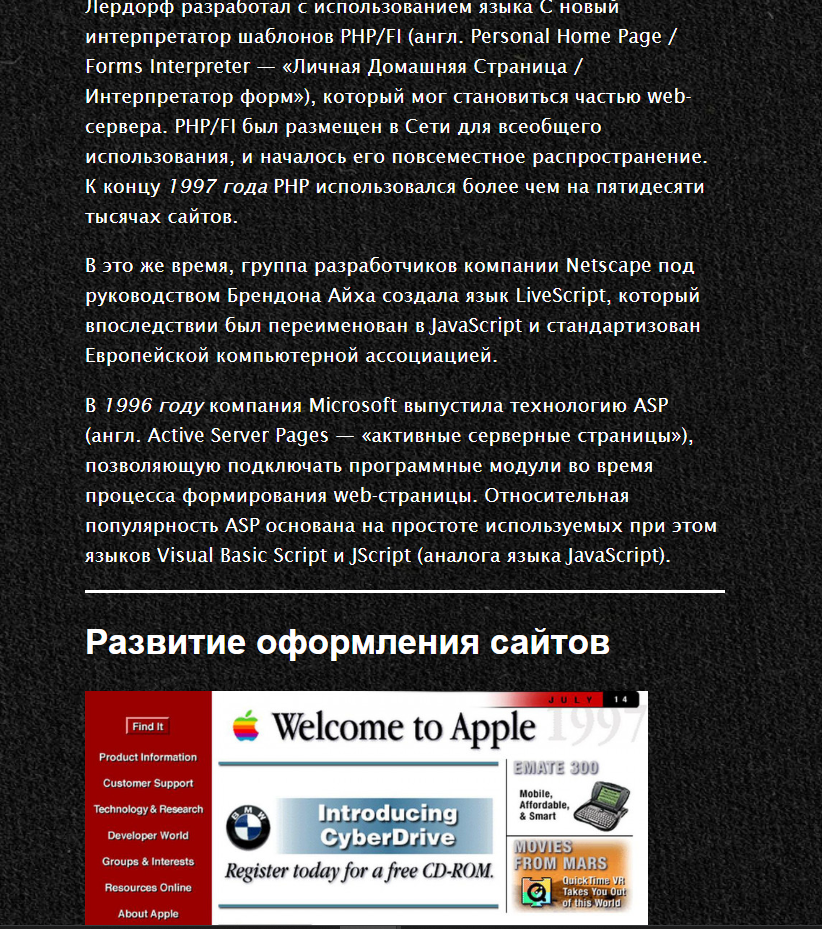 Лердорф разработал с использованием языка C новый
интерпретатор шаблонов PHP/FI (англ. Personal Home Page /
Forms Interpreter — «Личная Домашняя Страница /
Интерпретатор форм»), который мог становиться частью web-
сервера. PHP/FI был размещен в Сети для всеобщего
использования, и началось его повсеместное распространение.
К концу 1997 года PHP использовался более чем на пятидесяти
тысячах сайтов.
В это же время, группа разработчиков компании Netscape под
руководством Брендона Айха создала язык LiveScript, который
впоследствии был переименован в JavaScript и стандартизован
Европейской компьютерной ассоциацией.
В 1996 году компания Microsoft выпустила технологию ASP
(англ. Active Server Pages — «активные серверные страницы»),
позволяющую подключать программные модули во время
процесса формирования web-страницы. Относительная
популярность ASP основана на простоте используемых при этом
языков Visual Basic Script и JScript (аналога языка JavaScript).
Развитие оформления сайтов
JULY 14
Find It
Welcome to Apple 1997
Product Information
Customer Support
Technology & Research
Developer World
Groups & Interests
Resources Online
About Apple
BMW
Introducing
CyberDrive
Register today for a free CD-ROM.
EMATE 300
Mobile,
Affordable,
& Smart
MOVIES
FROM MARS
QuickTime VR
Takes You Out
of this World